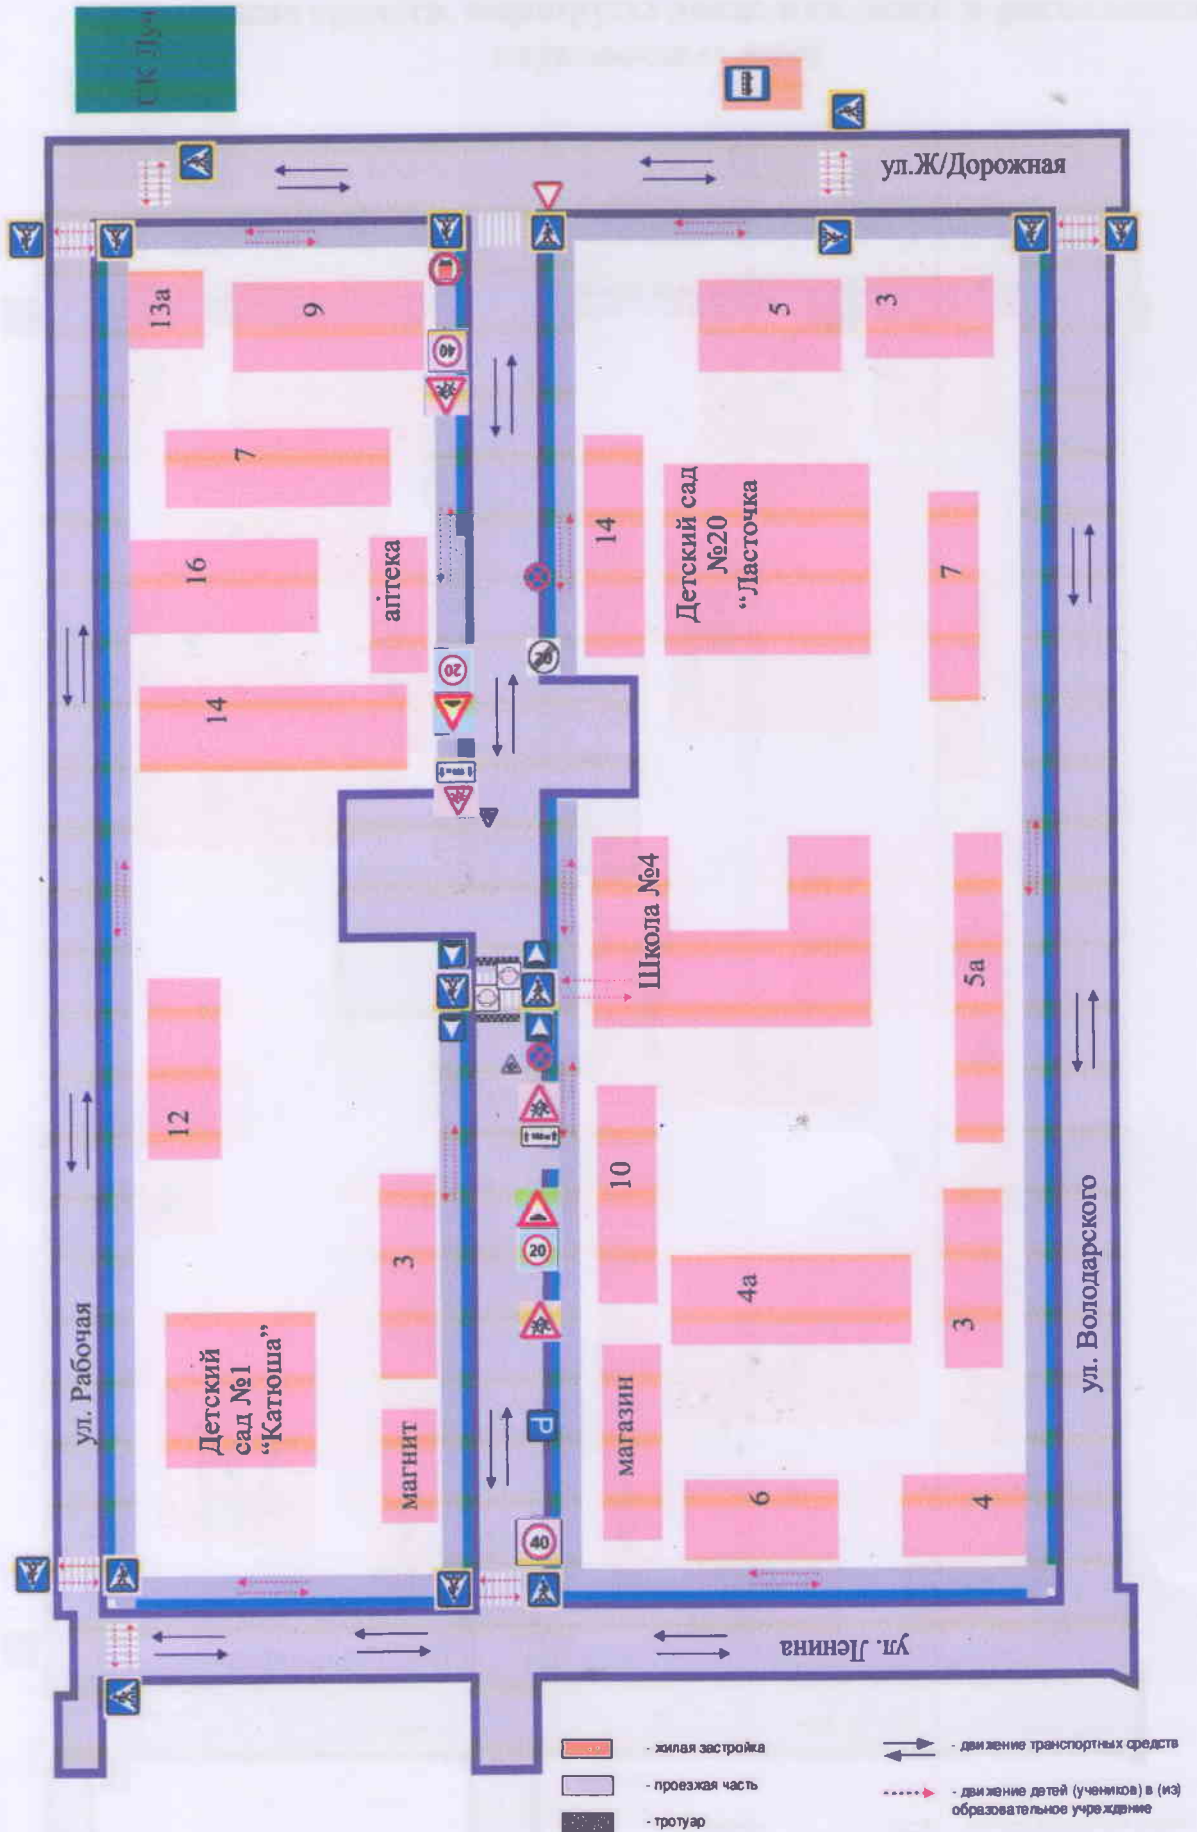 СК Луч
ул.Ж/Дорожная
13а
9
5
3
40
7
14
Детский сад
№20
“Ласточка
7
16
аптека
20
20
14
Школа №4
5а
12
10
3
20
4а
3
ул. Володарского
ул. Рабочая
Детский
сад №1
“Катюша”
магнит
P
магазин
6
4
40
ул. Ленина
- жилая застройка
- проезжая часть
- тротуар
- движение транспортных средств
- движение детей (учеников) в (из)
образовательное учреждение